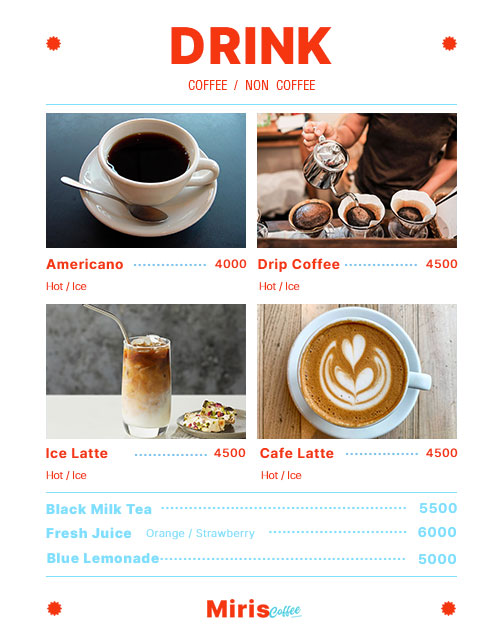 DRINK
COFFEE / NON COFFEE
Americano 4000
Hot / Ice
Drip Coffee 4500
Hot / Ice
Ice Latte 4500
Hot / Ice
Cafe Latte 4500
Hot / Ice
Black Milk Tea 5500
Fresh Juice Orange / Strawberry 6000
Blue Lemonade 5000
Miris Coffee